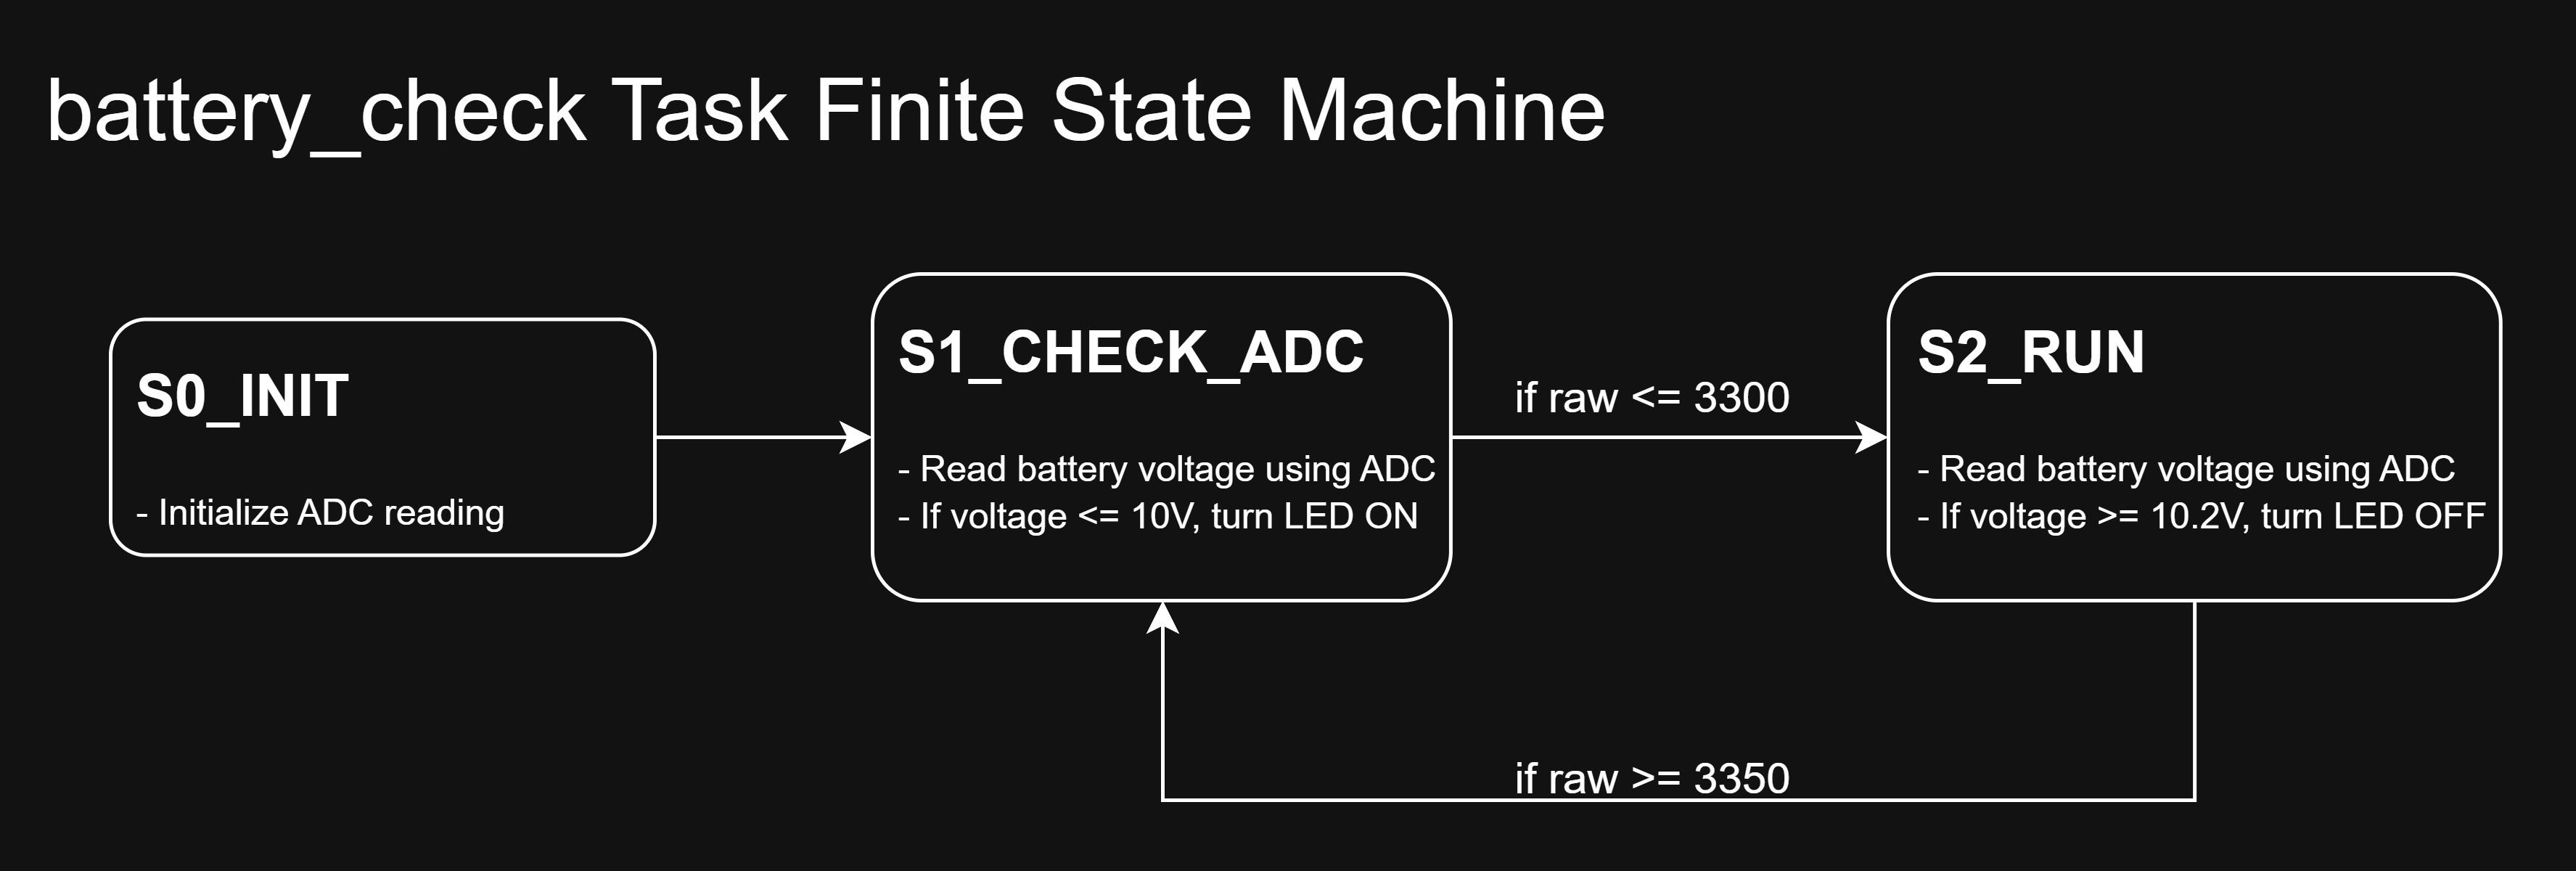 battery_check Task Finite State Machine
S0_INIT
- Initialize ADC reading
S1_CHECK_ADC
- Read battery voltage using ADC
- If voltage <= 10V, turn LED ON
if raw <= 3300
S2_RUN
- Read battery voltage using ADC
- If voltage >= 10.2V, turn LED OFF
if raw >= 3350